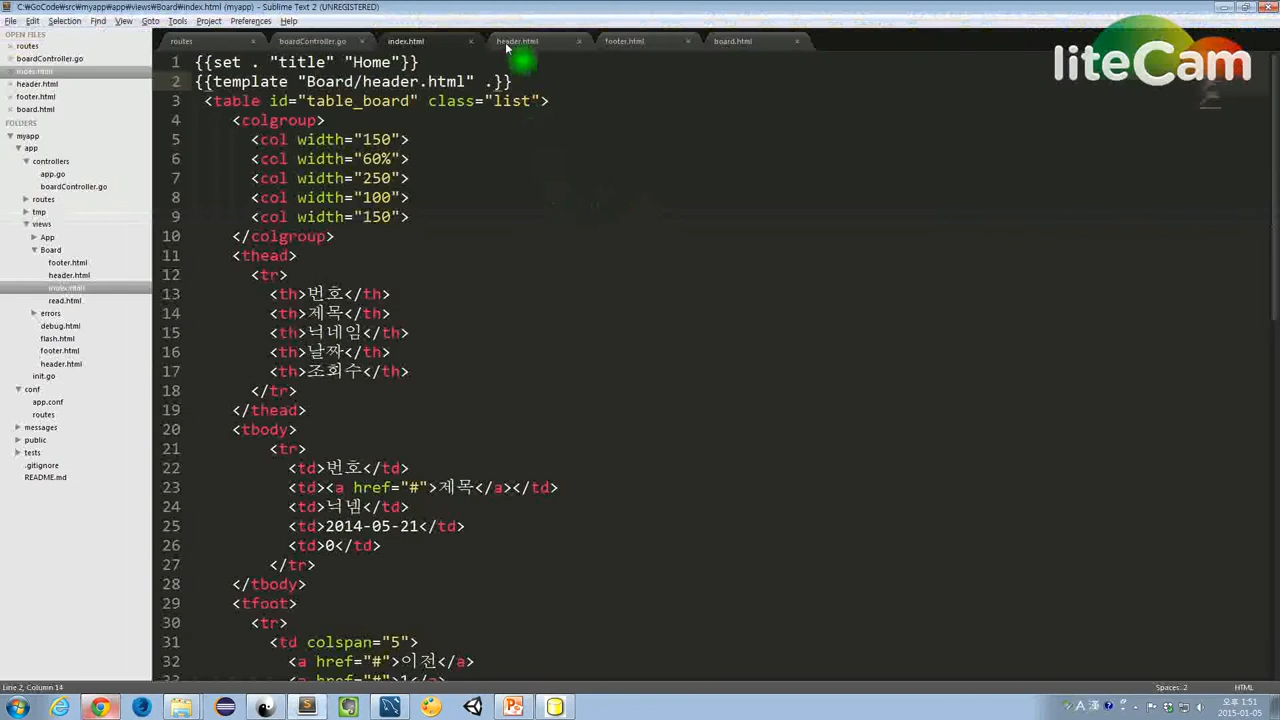 C:\GoCode\src\myapp\app\views\Board\index.html (myapp) - Sublime Text 2 (UNREGISTERED)
File Edit Selection Find View Goto Tools Project Preferences Help
OPEN FILES
routes
boardController.go
index.html
header.html
footer.html
board.html
FOLDERS
myapp
app
controllers
app.go
boardController.go
routes
tmp
views
App
Board
footer.html
header.html
index.html
read.html
errors
debug.html
flash.html
footer.html
header.html
init.go
conf
app.conf
routes
messages
public
tests
.gitignore
README.md
routes × boardController.go × index.html × header.html × footer.html × board.html ×
liteCam
1 {{set . "title" "Home"}}
2 {{template "Board/header.html" .}}
3 <table id="table_board" class="list">
4 <colgroup>
5 <col width="150">
6 <col width="60%">
7 <col width="250">
8 <col width="100">
9 <col width="150">
10 </colgroup>
11 <thead>
12 <tr>
13 <th>번호</th>
14 <th>제목</th>
15 <th>닉네임</th>
16 <th>날짜</th>
17 <th>조회수</th>
18 </tr>
19 </thead>
20 <tbody>
21 <tr>
22 <td>번호</td>
23 <td><a href="#">제목</a></td>
24 <td>닉넴</td>
25 <td>2014-05-21</td>
26 <td>0</td>
27 </tr>
28 </tbody>
29 <tfoot>
30 <tr>
31 <td colspan="5">
32 <a href="#">이전</a>
33 <a href="#">1</a>
Line 2, Column 14
Spaces: 2
HTML
A 漢
오후 1:51
2015-01-05